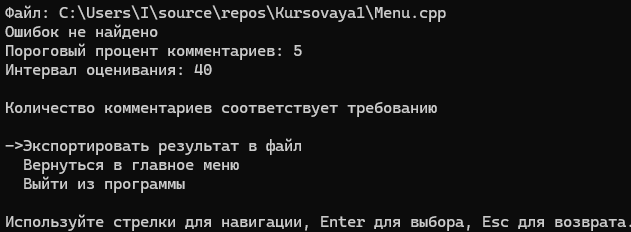 Файл: C:\Users\I\source\repos\Kursovaya1\Menu.cpp
Ошибок не найдено
Пороговый процент комментариев: 5
Интервал оценивания: 40
Количество комментариев соответствует требованию
—>Экспортировать результат в файл
Вернуться в главное меню
Выйти из программы
Используйте стрелки для навигации, Enter для выбора, Esc для возврата.